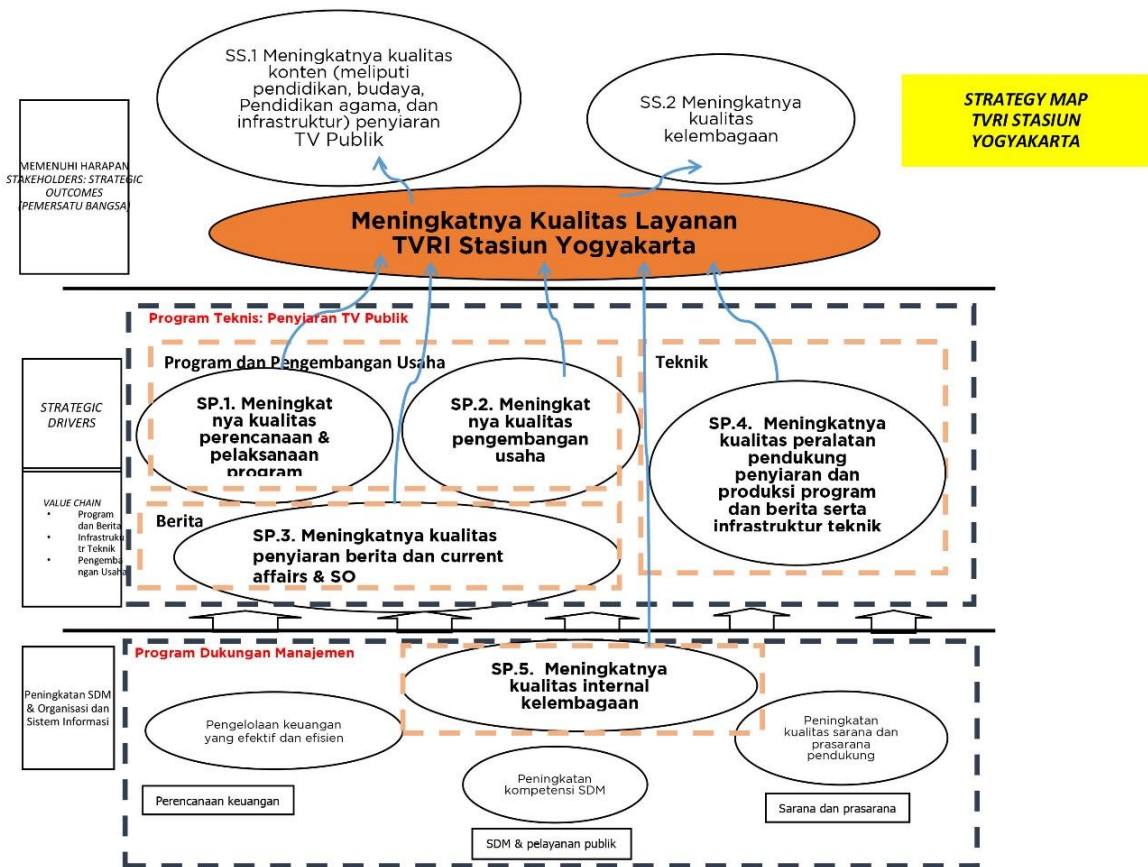 SS.1 Meningkatnya kualitas
konten (meliputi
pendidikan, budaya,
Pendidikan agama, dan
infrastruktur) penyiaran
TV Publik
SS.2 Meningkatnya
kualitas
kelembagaan
STRATEGY MAP
TVRI STASIUN
YOGYAKARTA
MEMENUHI HARAPAN
STAKEHOLDERS: STRATEGIC
OUTCOMES
(PEMERSATU BANGSA)
Meningkatnya Kualitas Layanan
TVRI Stasiun Yogyakarta
Program Teknis: Penyiaran TV Publik
Program dan Pengembangan Usaha
Teknik
STRATEGIC
DRIVERS
SP.1. Meningkat
nya kualitas
perencanaan &
pelaksanaan
program
SP.2. Meningkat
nya kualitas
pengembangan
usaha
SP.4. Meningkatnya
kualitas peralatan
pendukung
penyiaran dan
produksi program
dan berita serta
infrastruktur teknik
VALUE CHAIN
• Program
dan Berita
• Infrastruku
tr Teknik
• Pengemba
ngan Usaha
Berita
SP.3. Meningkatnya kualitas
penyiaran berita dan current
affairs & SO
Program Dukungan Manajemen
Peningkatan SDM
& Organisasi dan
Sistem Informasi
SP.5. Meningkatnya
kualitas internal
kelembagaan
Pengelolaan keuangan
yang efektif dan efisien
Peningkatan
kualitas sarana dan
prasarana
pendukung
Peningkatan
kompetensi SDM
Perencanaan keuangan
Sarana dan prasarana
SDM & pelayanan publik